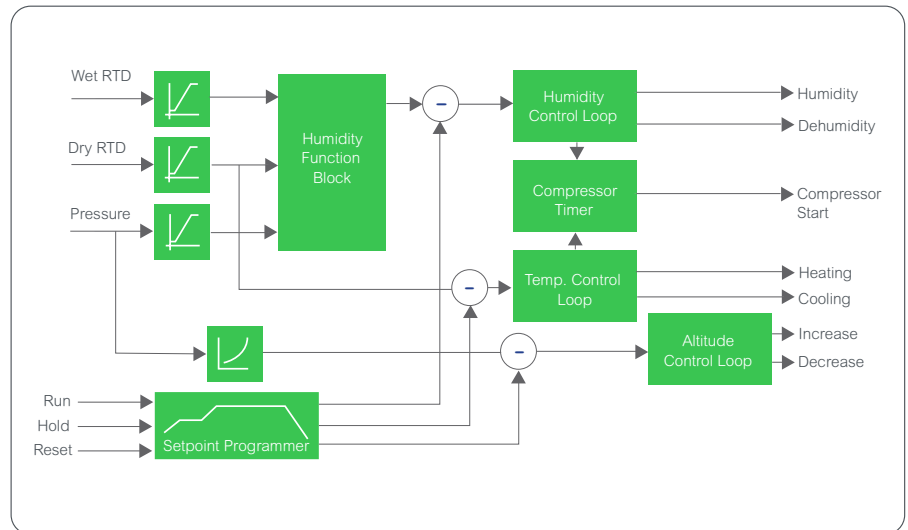 Wet RTD
Dry RTD
Pressure
Humidity
Function
Block
-
Humidity
Control Loop
Humidity
Dehumidity
Compressor
Timer
Compressor
Start
-
Temp. Control
Loop
Heating
Cooling
-
Altitude
Control Loop
Increase
Decrease
Run
Hold
Reset
Setpoint Programmer